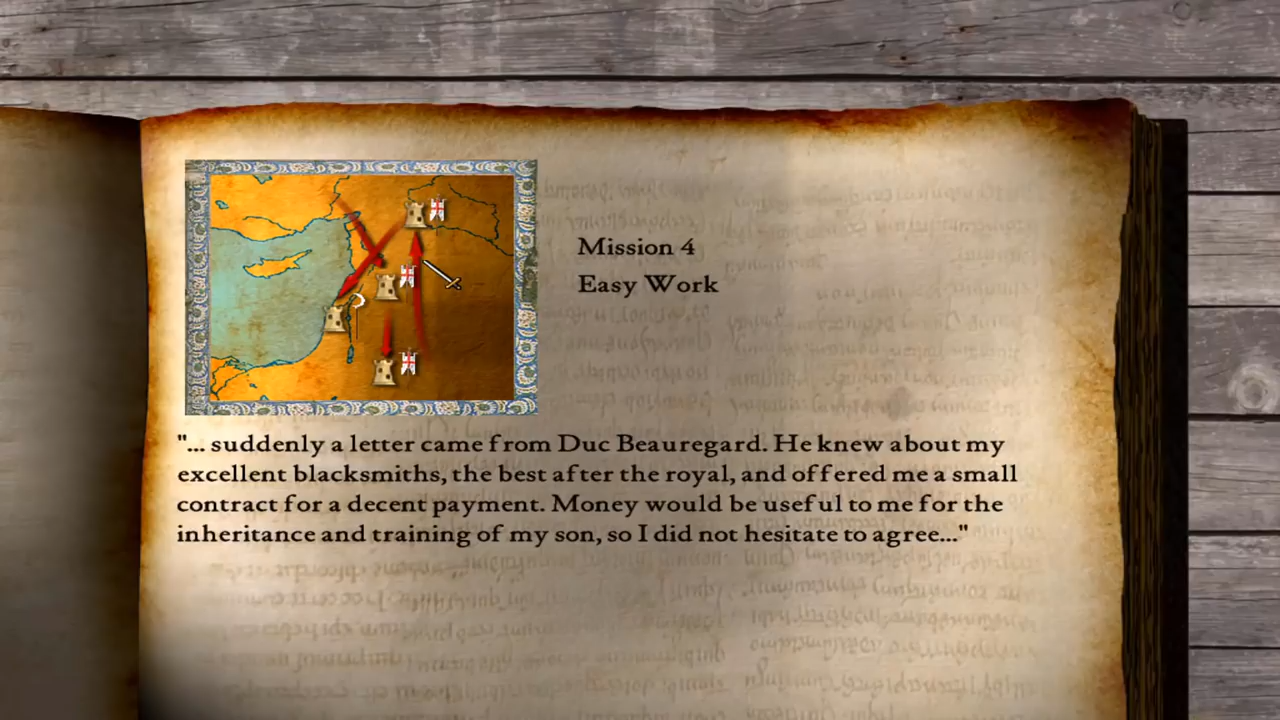 Mission 4
Easy Work
"... suddenly a letter came from Duc Beauregard. He knew about my
excellent blacksmiths, the best after the royal, and offered me a small
contract for a decent payment. Money would be useful to me for the
inheritance and training of my son, so I did not hesitate to agree..."